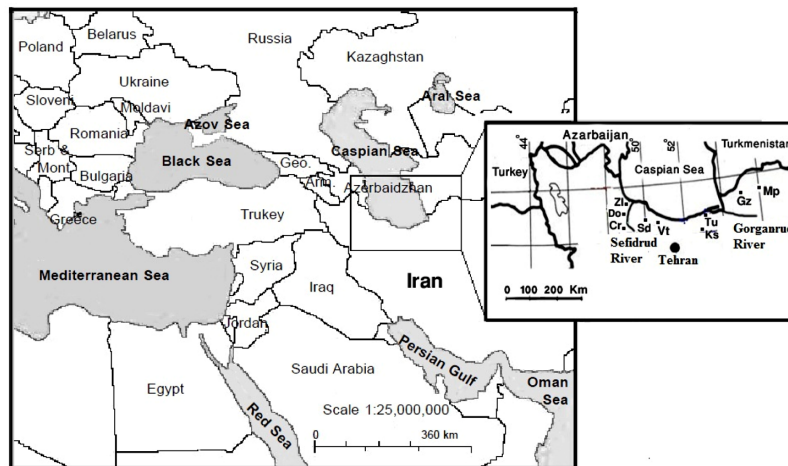 Poland
Belarus
Russia
Kazaghstan
Ukraine
Sloveni
Moldavi
Aral Sea
Azov Sea
Romania
Serb &
Mont.
Black Sea
Geo.
Caspian Sea
Bulgaria
Arm.
Azerbaidzhan
Greece
Trukey
Mediterranean Sea
Syria
Iraq
Iran
Jordan
Egypt
Saudi Arabia
Persian Gulf
Oman
Sea
Red Sea
Scale 1:25,000,000
0
360 km
44°
Azarbaijan
50°
52°
Turkmenistan
Turkey
Caspian Sea
Zl
Do
Cr
Sd
Vt
Tu
Ks
Gz
Mp
Sefidrud
River
Gorganrud
River
Tehran
0 100 200 Km